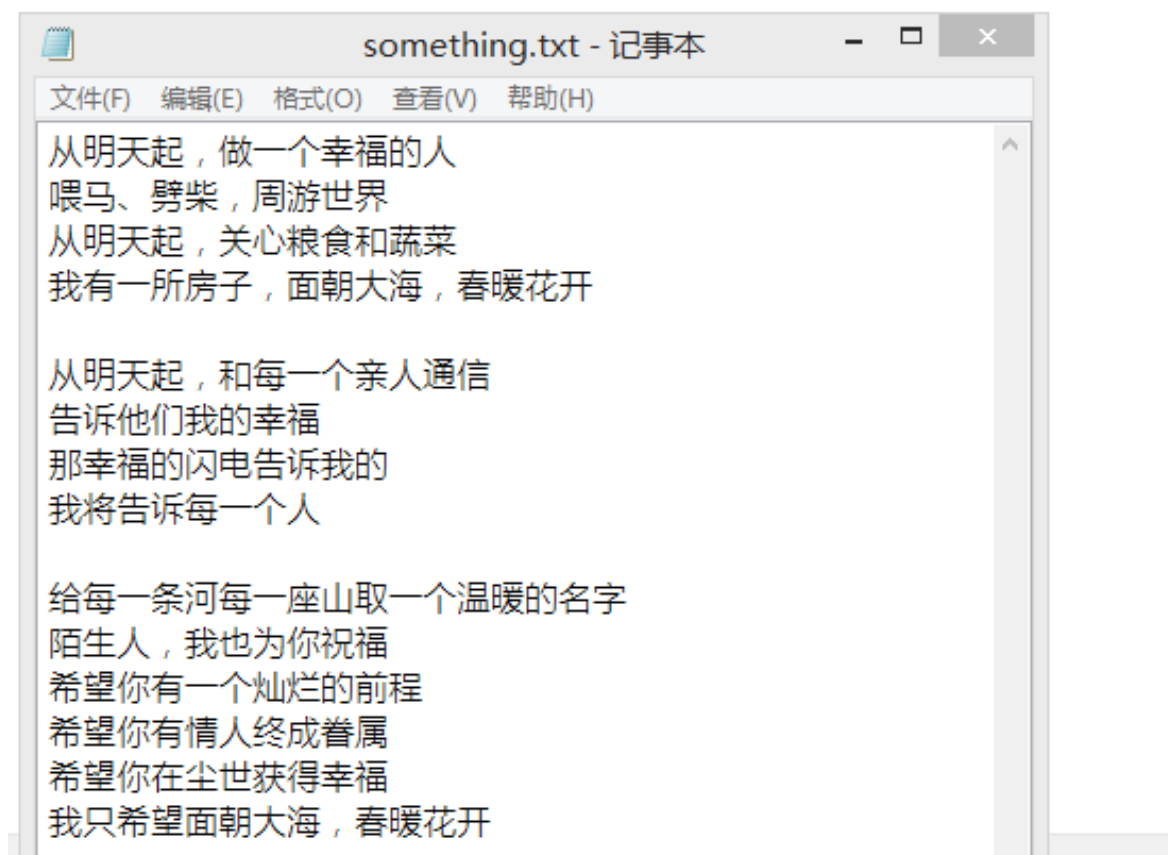 something.txt - 记事本
文件(F) 编辑(E) 格式(O) 查看(V) 帮助(H)
从明天起，做一个幸福的人
喂马、劈柴，周游世界
从明天起，关心粮食和蔬菜
我有一所房子，面朝大海，春暖花开
从明天起，和每一个亲人通信
告诉他们我的幸福
那幸福的闪电告诉我的
我将告诉每一个人
给每一条河每一座山取一个温暖的名字
陌生人，我也为你祝福
希望你有一个灿烂的前程
希望你有情人终成眷属
希望你在尘世获得幸福
我只希望面朝大海，春暖花开